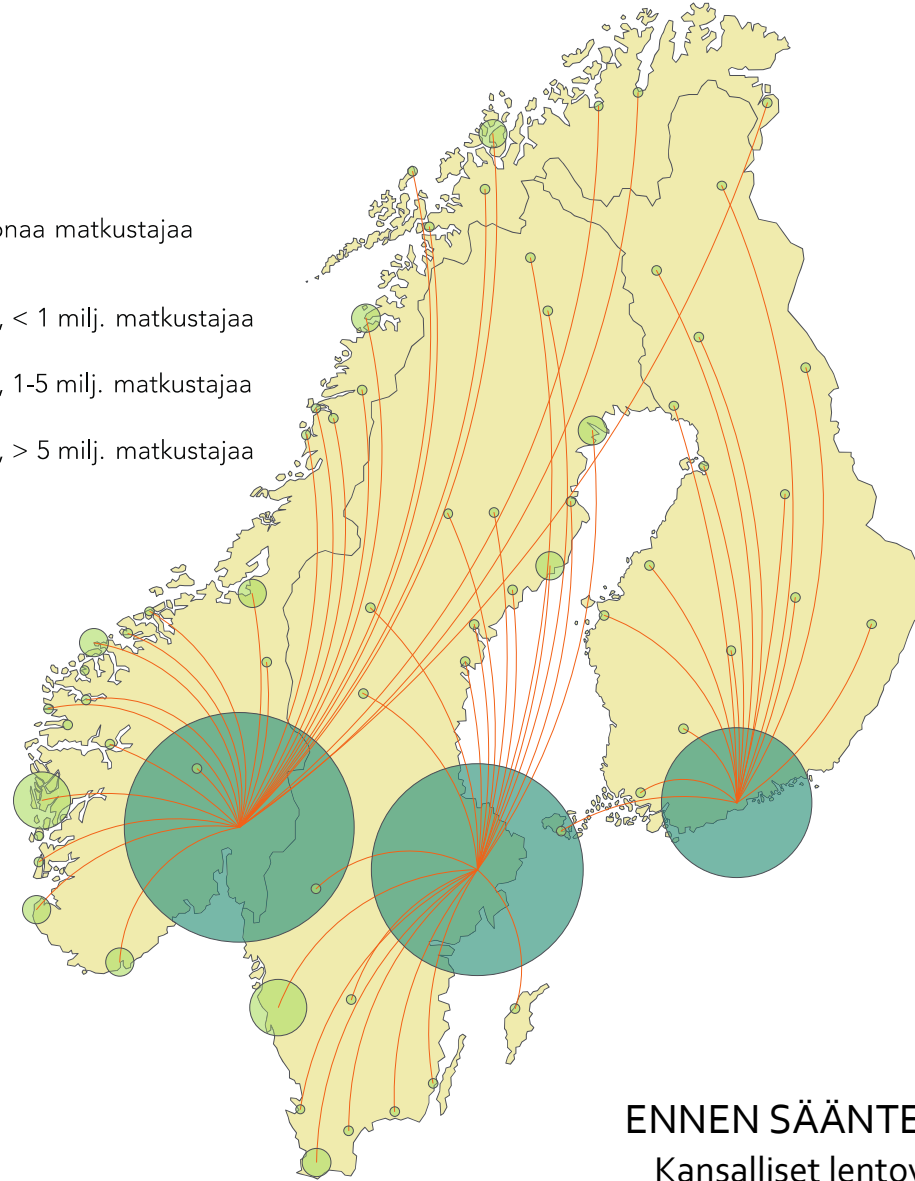 onaa matkustajaa
, < 1 milj. matkustajaa
, 1-5 milj. matkustajaa
, > 5 milj. matkustajaa
ENNEN SÄÄNTE
Kansalliset lentov